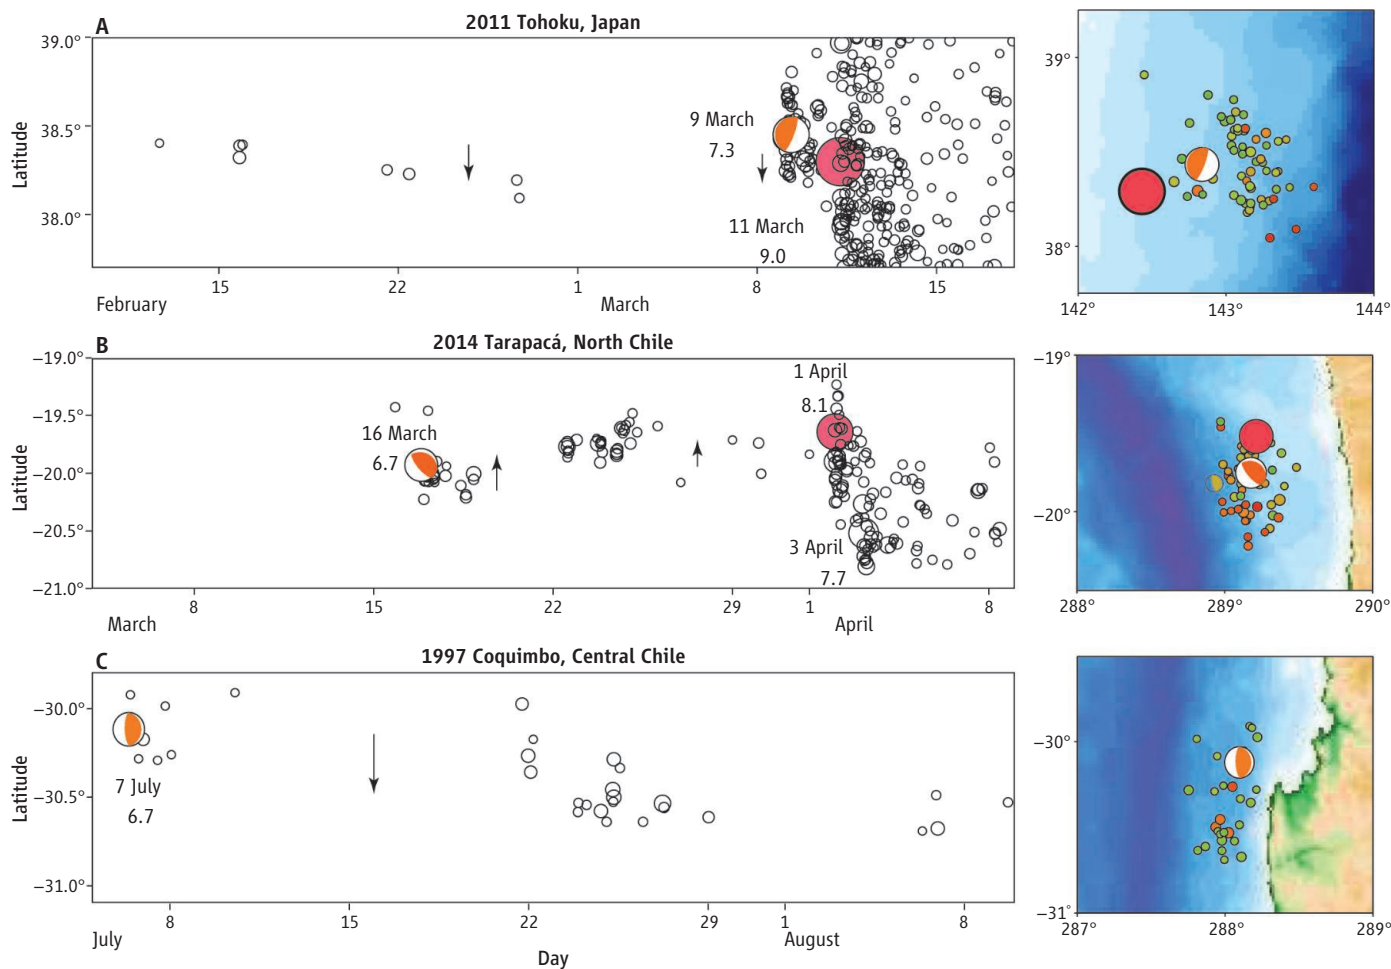 A
2011 Tohoku, Japan
39.0°
38.5°
38.0°
Latitude
9 March
7.3
11 March
9.0
15
22
1
8
15
February
March
39°
38°
142°
143°
144°
B
2014 Tarapacá, North Chile
–19.0°
–19.5°
–20.0°
–20.5°
–21.0°
Latitude
16 March
6.7
1 April
8.1
3 April
7.7
8
15
22
29
1
8
March
April
–19°
–20°
288°
289°
290°
C
1997 Coquimbo, Central Chile
–30.0°
–30.5°
–31.0°
Latitude
7 July
6.7
8
15
22
29
1
8
July
August
Day
–30°
–31°
287°
288°
289°